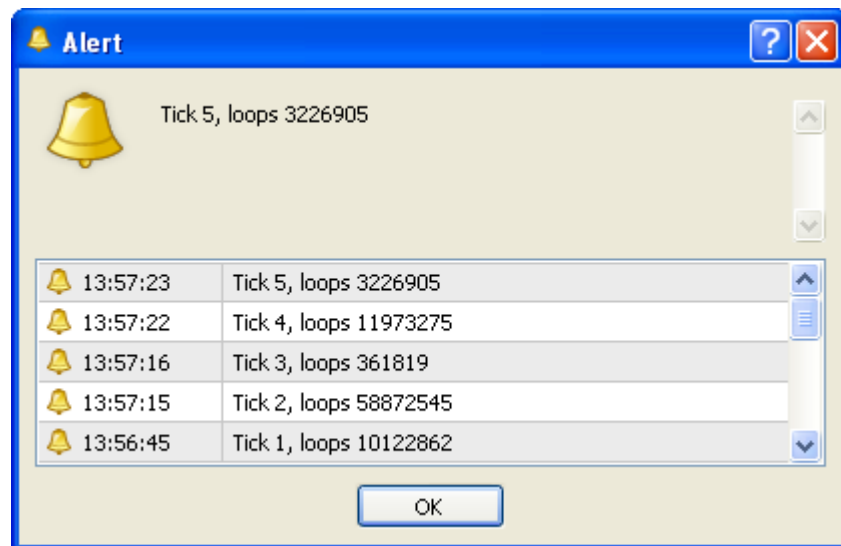 Alert
Tick 5, loops 3226905
13:57:23 Tick 5, loops 3226905
13:57:22 Tick 4, loops 11973275
13:57:16 Tick 3, loops 361819
13:57:15 Tick 2, loops 58872545
13:56:45 Tick 1, loops 10122862
OK